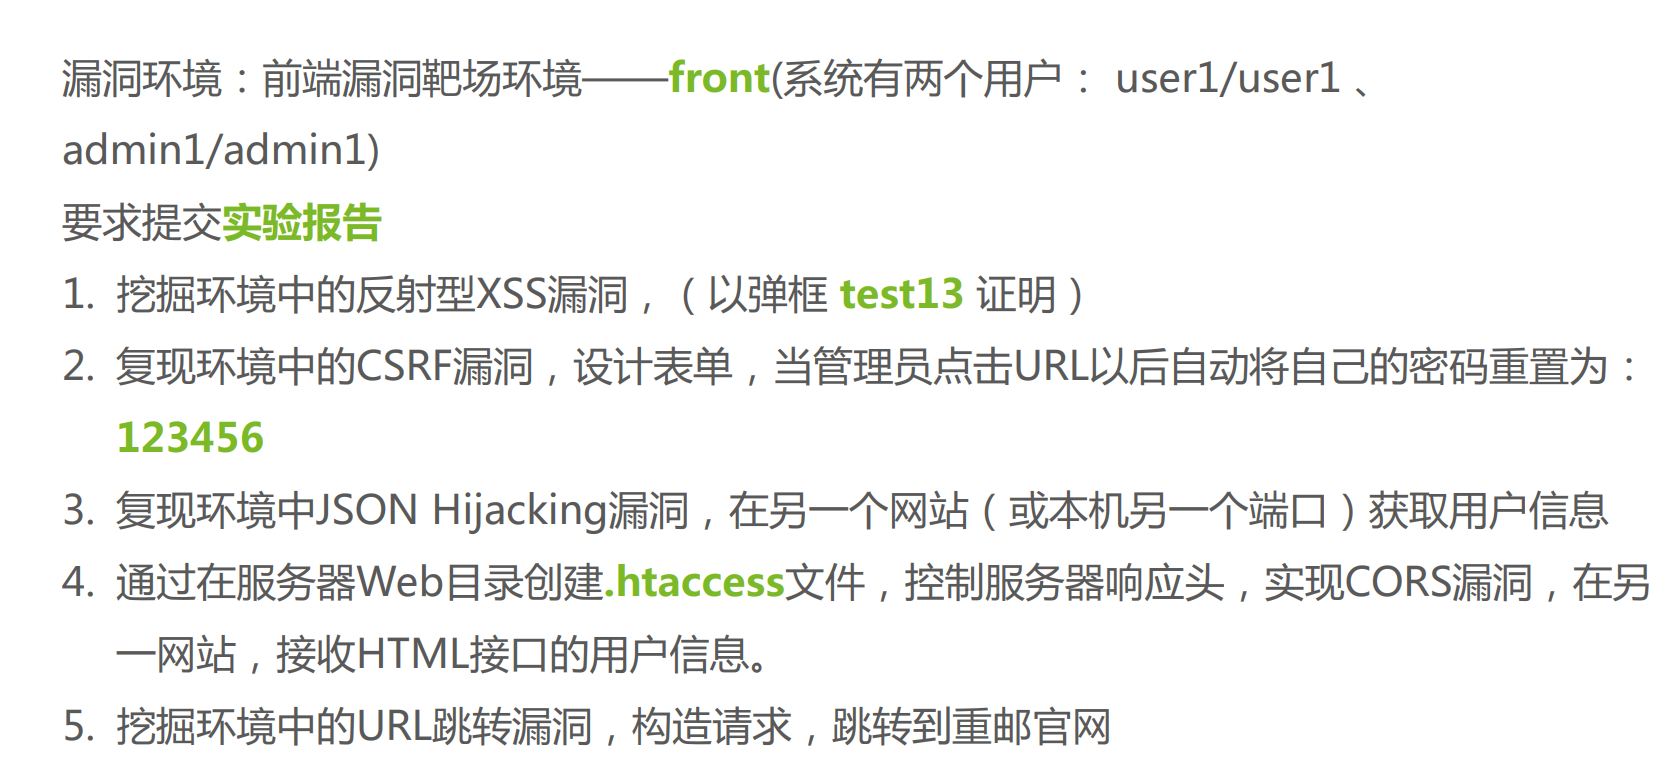 漏洞环境：前端漏洞靶场环境——front(系统有两个用户： user1/user1 、
admin1/admin1)
要求提交实验报告
1. 挖掘环境中的反射型XSS漏洞，（以弹框 test13 证明）
2. 复现环境中的CSRF漏洞，设计表单，当管理员点击URL以后自动将自己的密码重置为：
123456
3. 复现环境中JSON Hijacking漏洞，在另一个网站（或本机另一个端口）获取用户信息
4. 通过在服务器Web目录创建.htaccess文件，控制服务器响应头，实现CORS漏洞，在另
一网站，接收HTML接口的用户信息。
5. 挖掘环境中的URL跳转漏洞，构造请求，跳转到重邮官网